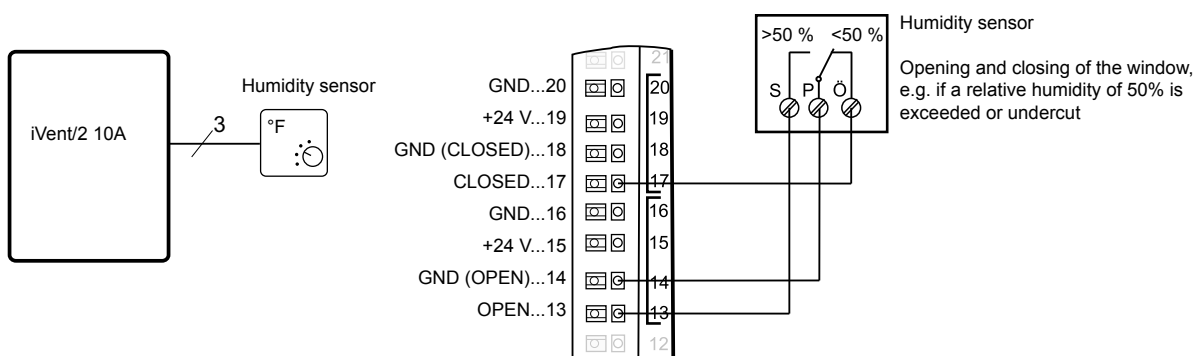 iVent/2 10A
3
Humidity sensor
°F
GND...20
+24 V...19
GND (CLOSED)...18
CLOSED...17
GND...16
+24 V...15
GND (OPEN)...14
OPEN...13
21
20
19
18
17
16
15
14
13
12
>50 % <50 %
S P Ö
Humidity sensor
Opening and closing of the window,
e.g. if a relative humidity of 50% is
exceeded or undercut